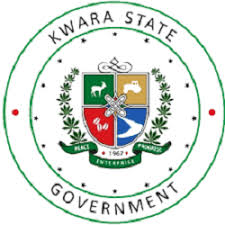 KWARA STATE
1967
PEACE PROGRESS
ENTERPRISE
GOVERNMENT